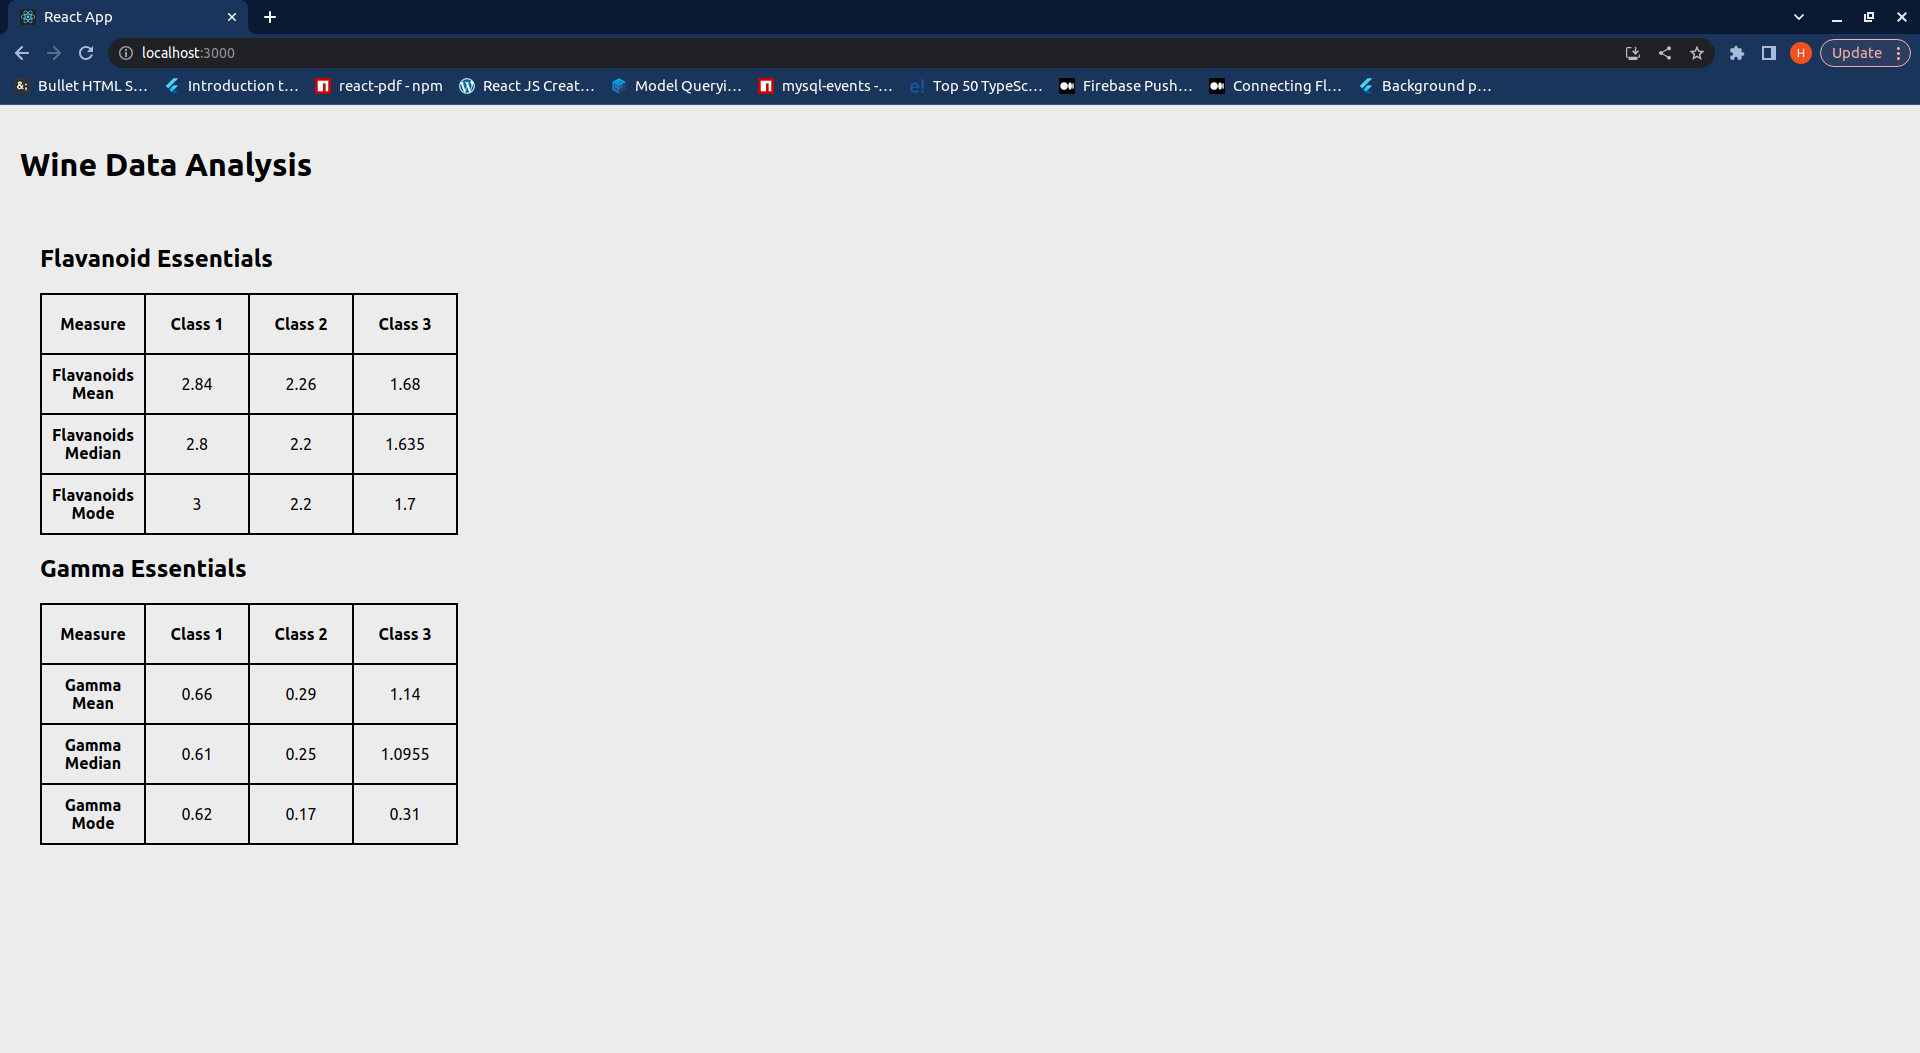 React App
localhost:3000
Update
Bullet HTML S... Introduction t... react-pdf - npm React JS Creat... Model Queryi... mysql-events -... Top 50 TypeSc... Firebase Push... Connecting Fl... Background p...
Wine Data Analysis
Flavanoid Essentials
Measure Class 1 Class 2 Class 3
Flavanoids
Mean 2.84 2.26 1.68
Flavanoids
Median 2.8 2.2 1.635
Flavanoids
Mode 3 2.2 1.7
Gamma Essentials
Measure Class 1 Class 2 Class 3
Gamma
Mean 0.66 0.29 1.14
Gamma
Median 0.61 0.25 1.0955
Gamma
Mode 0.62 0.17 0.31